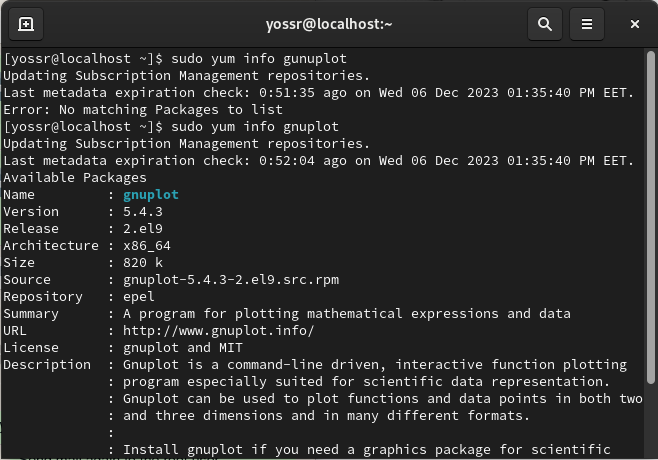 yossr@localhost:~
[yossr@localhost ~]$ sudo yum info gunuplot
Updating Subscription Management repositories.
Last metadata expiration check: 0:51:35 ago on Wed 06 Dec 2023 01:35:40 PM EET.
Error: No matching Packages to list
[yossr@localhost ~]$ sudo yum info gnuplot
Updating Subscription Management repositories.
Last metadata expiration check: 0:52:04 ago on Wed 06 Dec 2023 01:35:40 PM EET.
Available Packages
Name         : gnuplot
Version      : 5.4.3
Release      : 2.el9
Architecture : x86_64
Size         : 820 k
Source       : gnuplot-5.4.3-2.el9.src.rpm
Repository   : epel
Summary      : A program for plotting mathematical expressions and data
URL          : http://www.gnuplot.info/
License      : gnuplot and MIT
Description  : Gnuplot is a command-line driven, interactive function plotting
             : program especially suited for scientific data representation.
             : Gnuplot can be used to plot functions and data points in both two
             : and three dimensions and in many different formats.
             :
             : Install gnuplot if you need a graphics package for scientific